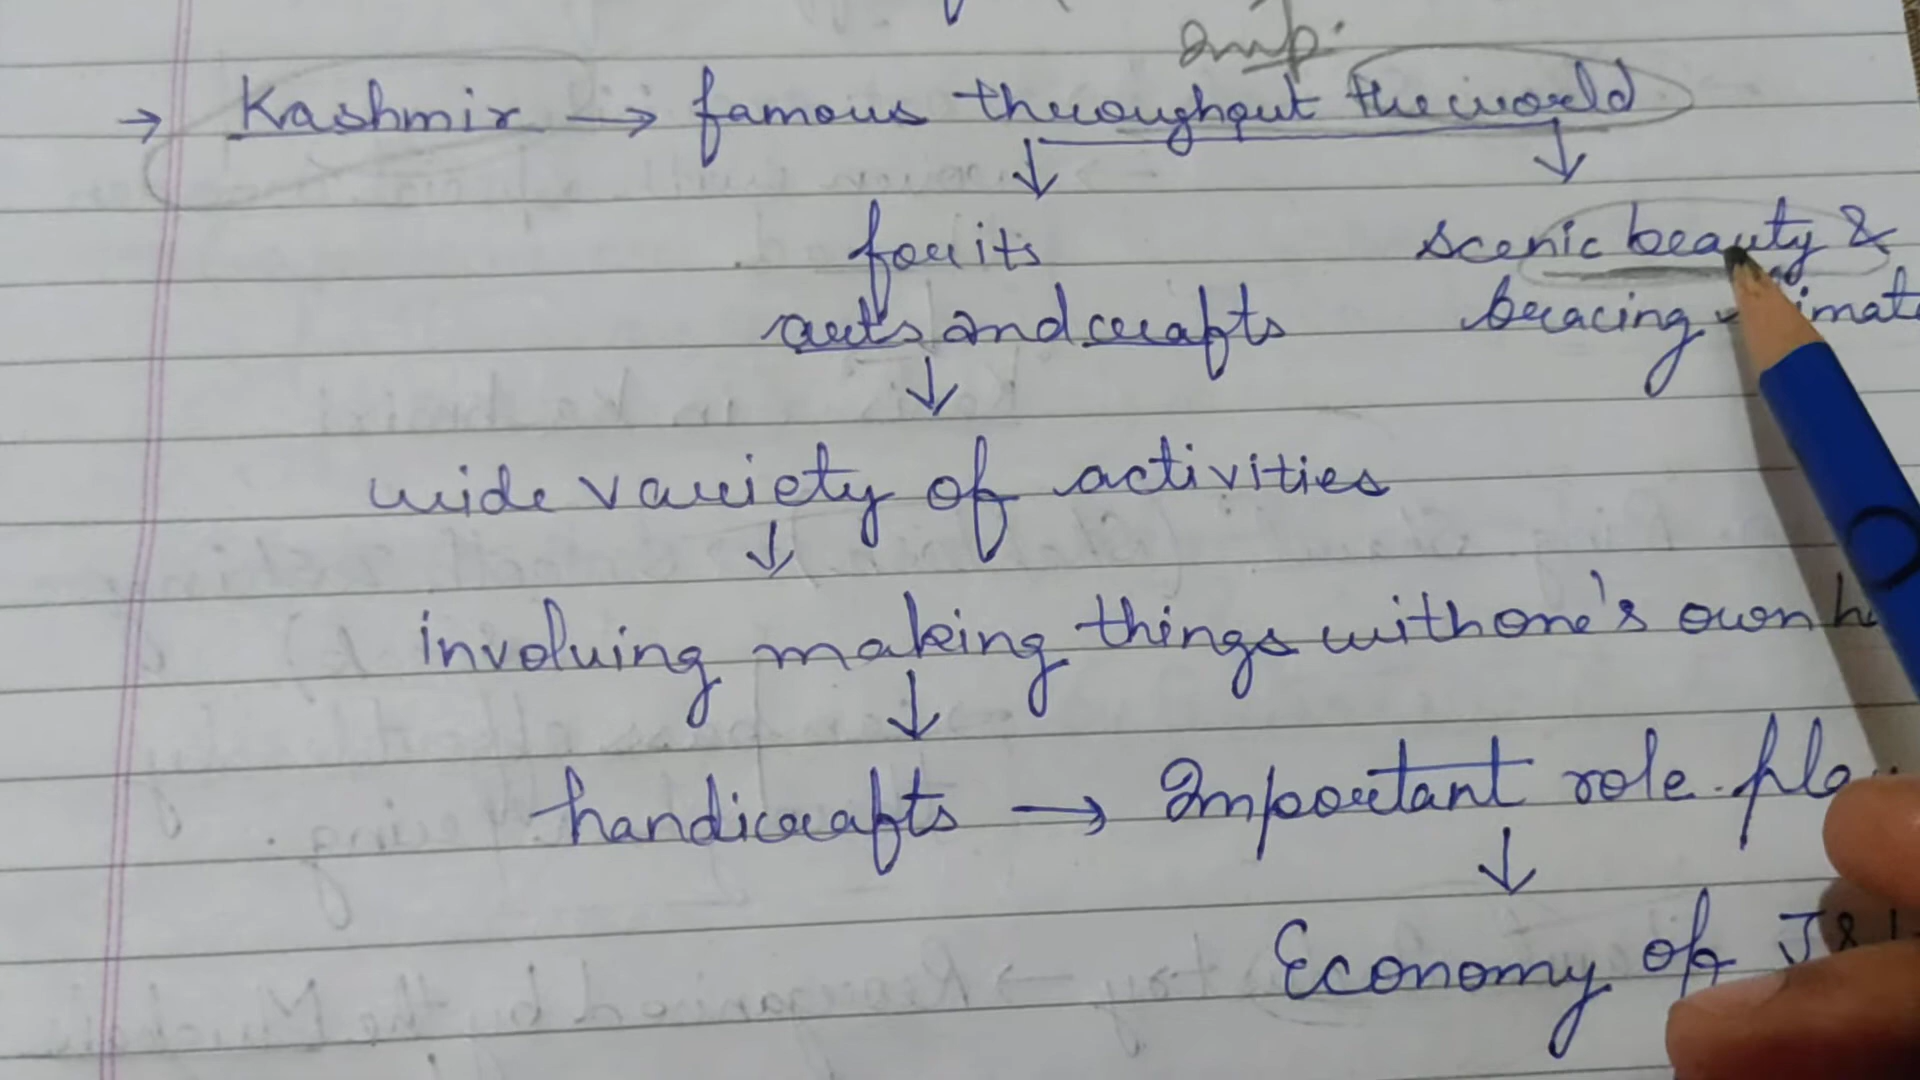 Imp.
→ Kashmir → famous throughout the world
↓ ↓
for its scenic beauty &
arts and crafts bracing
↓
wide variety of activities
↓
involving making things with one's own
↓
handicrafts → Important role
↓
Economy of J &